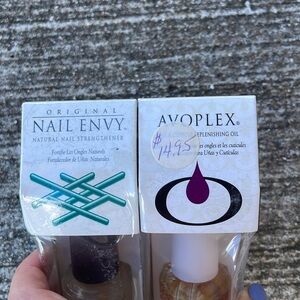 ORIGINAL
NAIL ENVY®
NATURAL NAIL STRENGTHENER
Fortifie Les Ongles Naturels
Fortalecedor de Uñas Naturales
AVOPLEX®
REPLENISHING OIL
$14.95
ongles et les cuticules
para Uñas y Cutículas